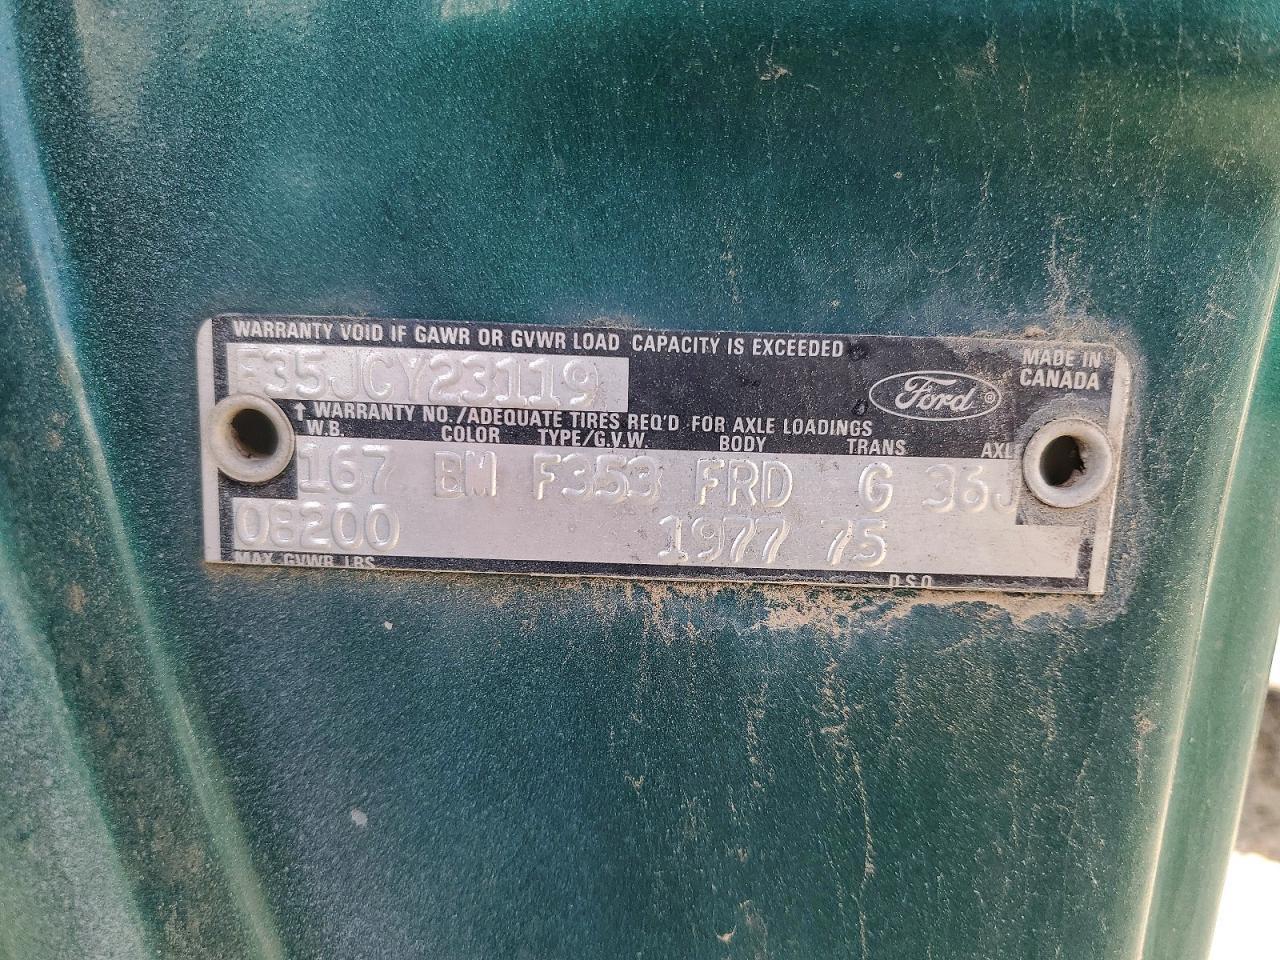 WARRANTY VOID IF GAWR OR GVWR LOAD CAPACITY IS EXCEEDED
F35JCY23119
Ford ®
MADE IN
CANADA
↑ WARRANTY NO./ADEQUATE TIRES REQ'D FOR AXLE LOADINGS
W.B. COLOR TYPE/G.V.W. BODY TRANS AXL
167 BM F353 FRD G 36J
08200 1977 75
MAX. GVWR LBS D.S.O.